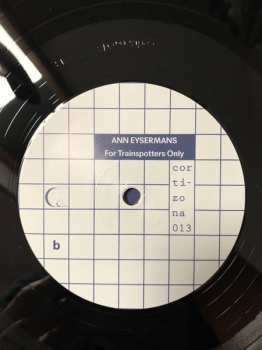 ANN EYSERMANS
For Trainspotters Only
cor
ti-
zo
na
013
b